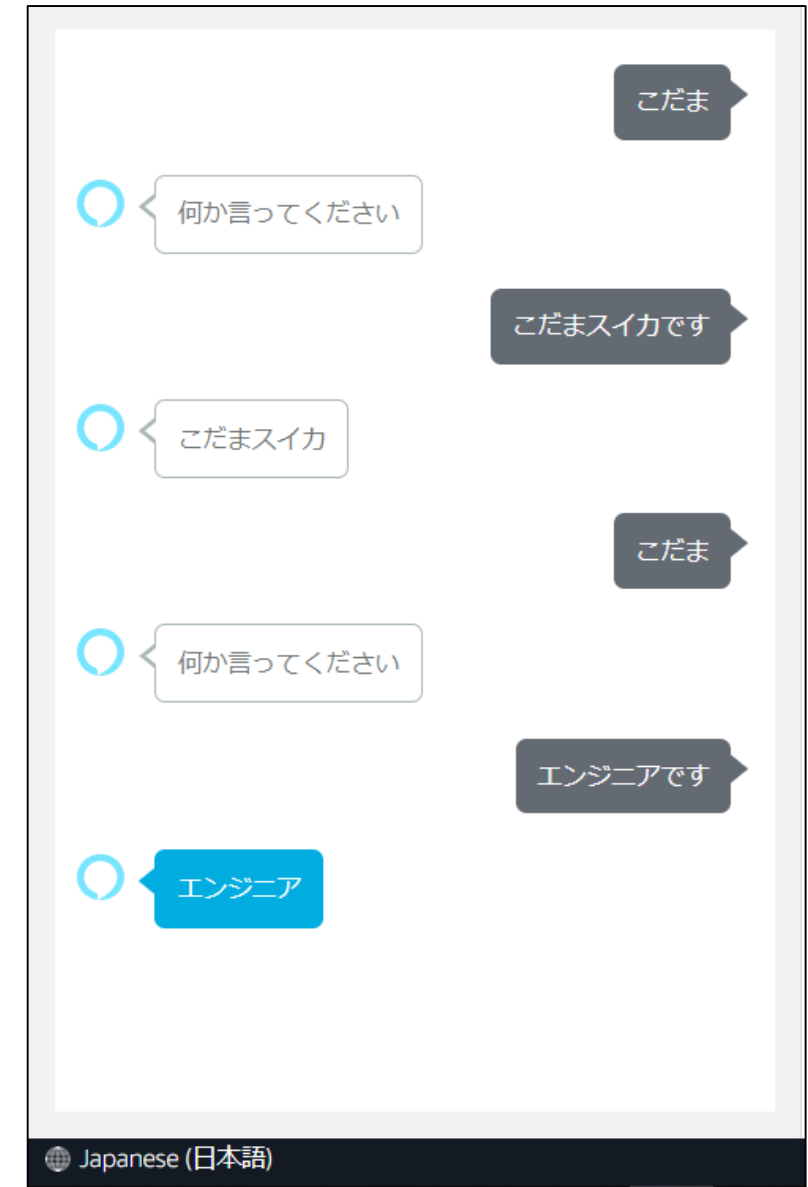 こだま
何か言ってください
こだまスイカです
こだまスイカ
こだま
何か言ってください
エンジニアです
エンジニア
Japanese (日本語)